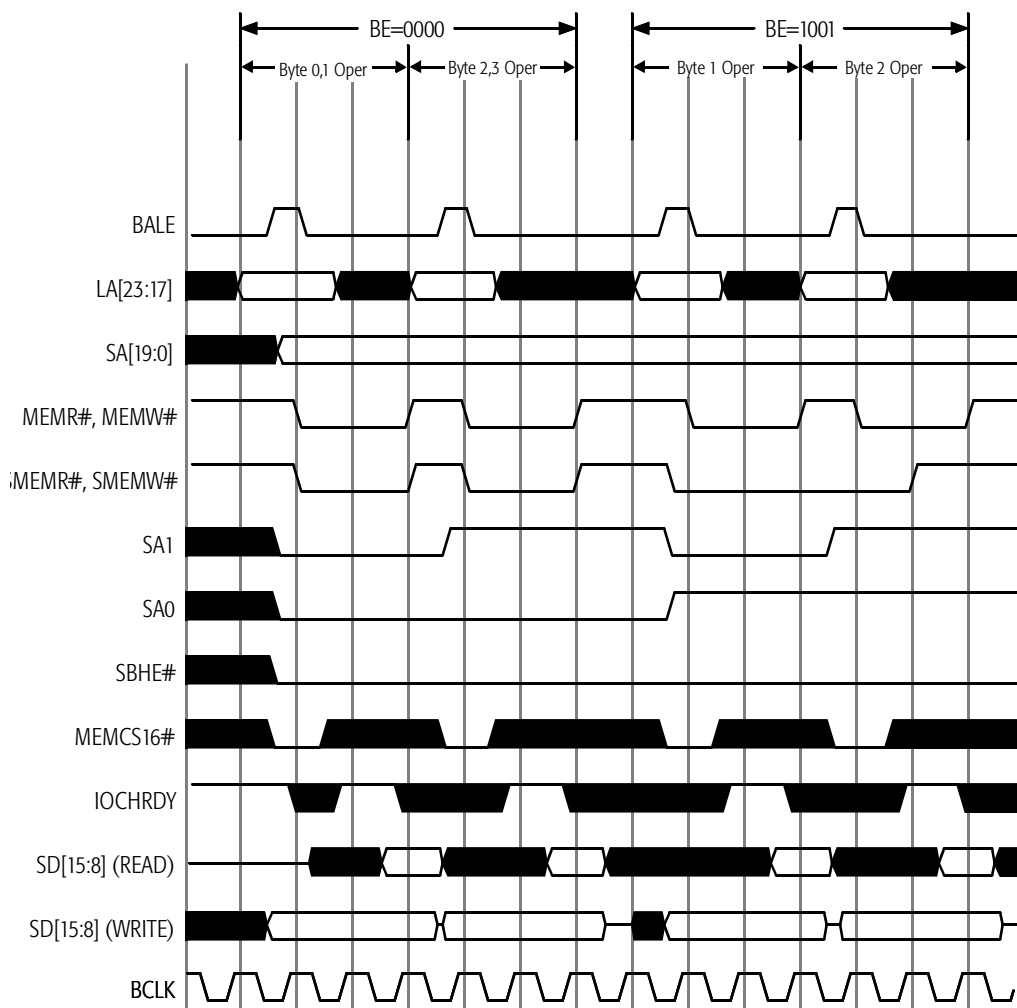 BE=0000 BE=1001
Byte 0,1 Oper Byte 2,3 Oper Byte 1 Oper Byte 2 Oper
BALE
LA[23:17]
SA[19:0]
MEMR#, MEMW#
SMEMR#, SMEMW#
SA1
SA0
SBHE#
MEMCS16#
IOCHRDY
SD[15:8] (READ)
SD[15:8] (WRITE)
BCLK